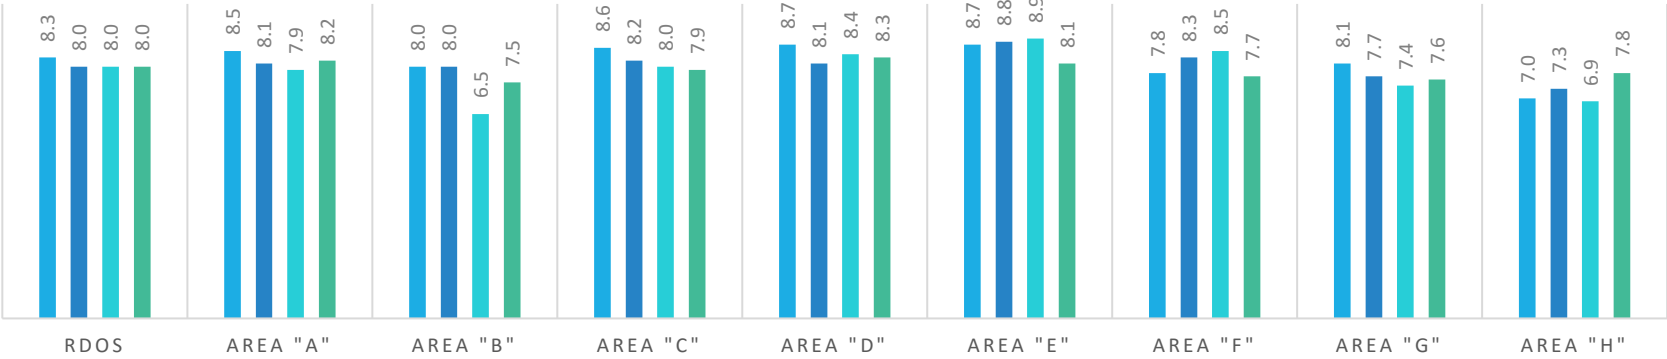 8.3 8.0 8.0 8.0
8.5 8.1 7.9 8.2
8.0 8.0 6.5 7.5
8.6 8.2 8.0 7.9
8.7 8.1 8.4 8.3
8.7 8.8 8.9 8.1
7.8 8.3 8.5 7.7
8.1 7.7 7.4 7.6
7.0 7.3 6.9 7.8
RDOS
AREA "A"
AREA "B"
AREA "C"
AREA "D"
AREA "E"
AREA "F"
AREA "G"
AREA "H"